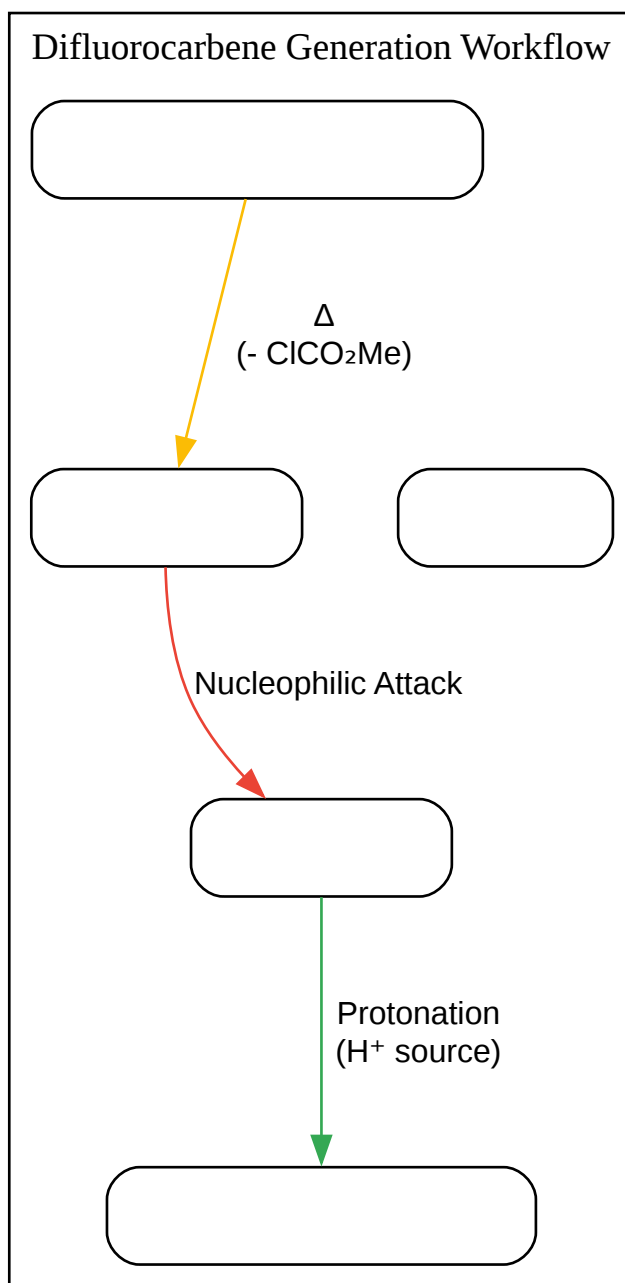 Difluorocarbene Generation Workflow
Δ
(- ClCO₂Me)
Nucleophilic Attack
Protonation
(H⁺ source)